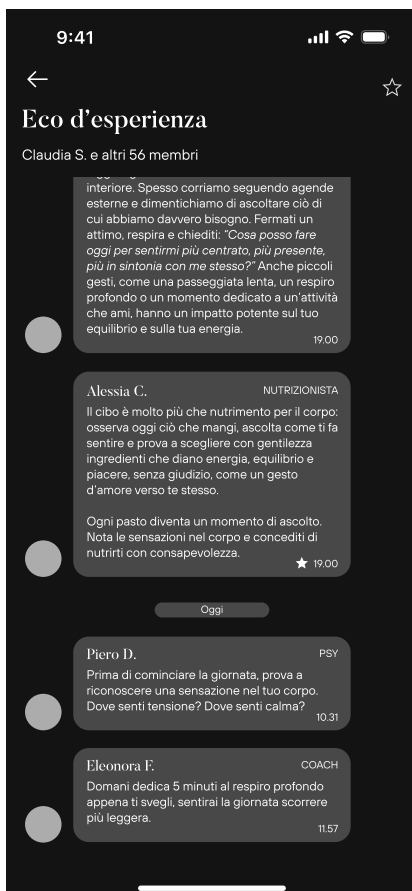 9:41
Eco d’esperienza
Claudia S. e altri 56 membri
interiore. Spesso corriamo seguendo agende
esterne e dimentichiamo di ascoltare ciò di
cui abbiamo davvero bisogno. Fermati un
attimo, respira e chiediti: “Cosa posso fare
oggi per sentirmi più centrato, più presente,
più in sintonia con me stesso?” Anche piccoli
gesti, come una passeggiata lenta, un respiro
profondo o un momento dedicato a un’attività
che ami, hanno un impatto potente sul tuo
equilibrio e sulla tua energia.
19.00
Alessia C. NUTRIZIONISTA
Il cibo è molto più che nutrimento per il corpo:
osserva oggi ciò che mangi, ascolta come ti fa
sentire e prova a scegliere con gentilezza
ingredienti che diano energia, equilibrio e
piacere, senza giudizio, come un gesto
d’amore verso te stesso.
Ogni pasto diventa un momento di ascolto.
Nota le sensazioni nel corpo e concediti di
nutrirti con consapevolezza.
19.00
Oggi
Piero D. PSY
Prima di cominciare la giornata, prova a
riconoscere una sensazione nel tuo corpo.
Dove senti tensione? Dove senti calma?
10.31
Eleonora F. COACH
Domani dedica 5 minuti al respiro profondo
appena ti svegli, sentirai la giornata scorrere
più leggera.
11.57